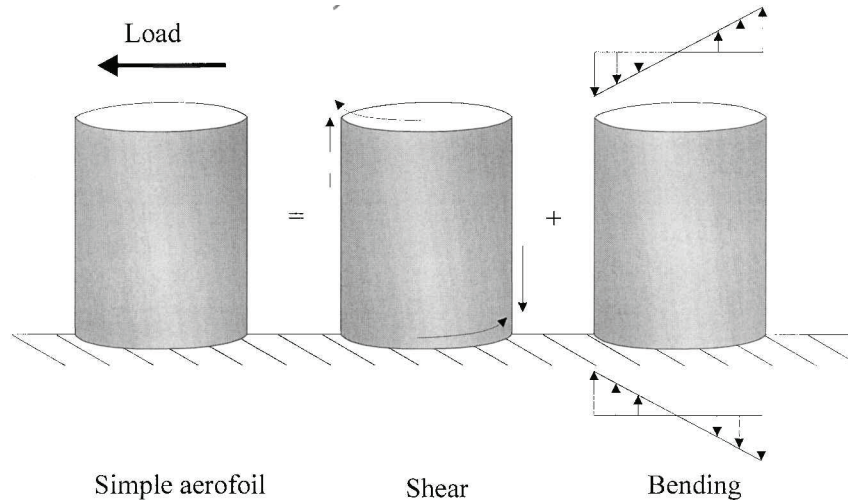 Load
=
+
Simple aerofoil
Shear
Bending